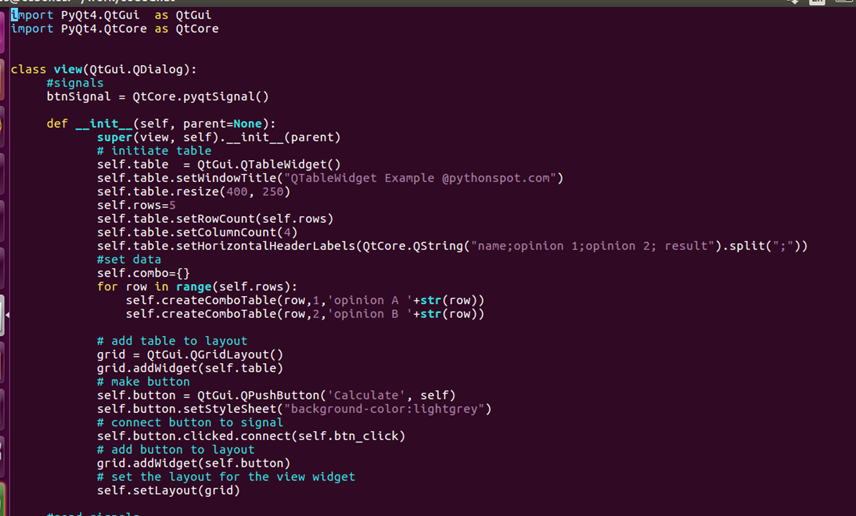 import PyQt4.QtGui  as QtGui
import PyQt4.QtCore as QtCore
class view(QtGui.QDialog):
    #signals
    btnSignal = QtCore.pyqtSignal()
    def __init__(self, parent=None):
        super(view, self).__init__(parent)
        # initiate table
        self.table  = QtGui.QTableWidget()
        self.table.setWindowTitle("QTableWidget Example @pythonspot.com")
        self.table.resize(400, 250)
        self.rows=5
        self.table.setRowCount(self.rows)
        self.table.setColumnCount(4)
        self.table.setHorizontalHeaderLabels(QtCore.QString("name;opinion 1;opinion 2; result").split(";"))
        #set data
        self.combo={}
        for row in range(self.rows):
            self.createComboTable(row,1,'opinion A '+str(row))
            self.createComboTable(row,2,'opinion B '+str(row))
        # add table to layout
        grid = QtGui.QGridLayout()
        grid.addWidget(self.table)
        # make button
        self.button = QtGui.QPushButton('Calculate', self)
        self.button.setStyleSheet("background-color:lightgrey")
        # connect button to signal
        self.button.clicked.connect(self.btn_click)
        # add button to layout
        grid.addWidget(self.button)
        # set the layout for the view widget
        self.setLayout(grid)